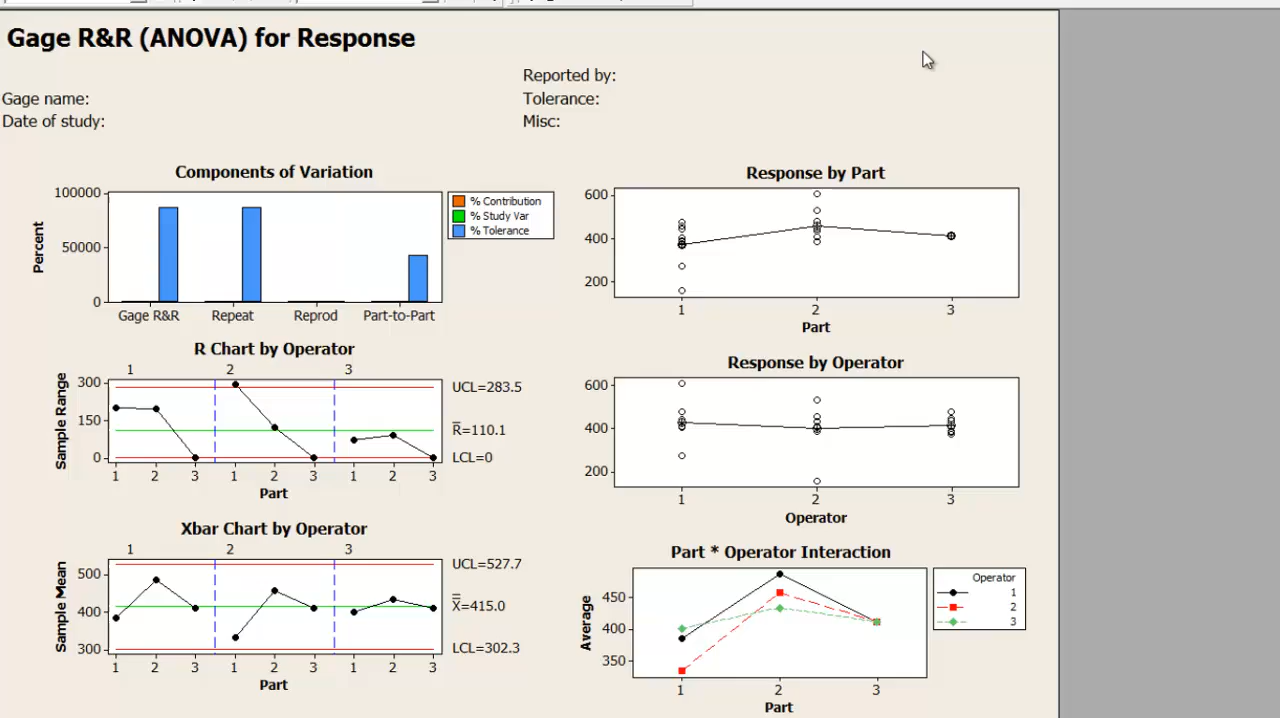 Gage R&R (ANOVA) for Response
Reported by:
Gage name:
Tolerance:
Date of study:
Misc:
Components of Variation
100000
50000
0
Percent
Gage R&R Repeat Reprod Part-to-Part
% Contribution
% Study Var
% Tolerance
R Chart by Operator
1 2 3
300
150
0
Sample Range
UCL=283.5
R=110.1
LCL=0
1 2 3 1 2 3 1 2 3
Part
Xbar Chart by Operator
1 2 3
500
400
300
Sample Mean
UCL=527.7
X=415.0
LCL=302.3
1 2 3 1 2 3 1 2 3
Part
Response by Part
600
400
200
1 2 3
Part
Response by Operator
600
400
200
1 2 3
Operator
Part * Operator Interaction
450
400
350
Average
1 2 3
Part
Operator
1
2
3